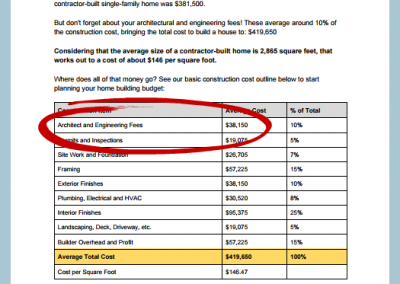 contractor-built single-family home was $381,500.
But don't forget about your architectural and engineering fees! These average around 10% of
the construction cost, bringing the total cost to build a house to: $419,650
Considering that the average size of a contractor-built home is 2,865 square feet, that
works out to a cost of about $146 per square foot.
Where does all of that money go? See our basic construction cost outline below to start
planning your home building budget:
Item Average Cost % of Total
Architect and Engineering Fees $38,150 10%
Permits and Inspections $19,075 5%
Site Work and Foundation $26,705 7%
Framing $57,225 15%
Exterior Finishes $38,150 10%
Plumbing, Electrical and HVAC $30,520 8%
Interior Finishes $95,375 25%
Landscaping, Deck, Driveway, etc. $19,075 5%
Builder Overhead and Profit $57,225 15%
Average Total Cost $419,650 100%
Cost per Square Foot $146.47